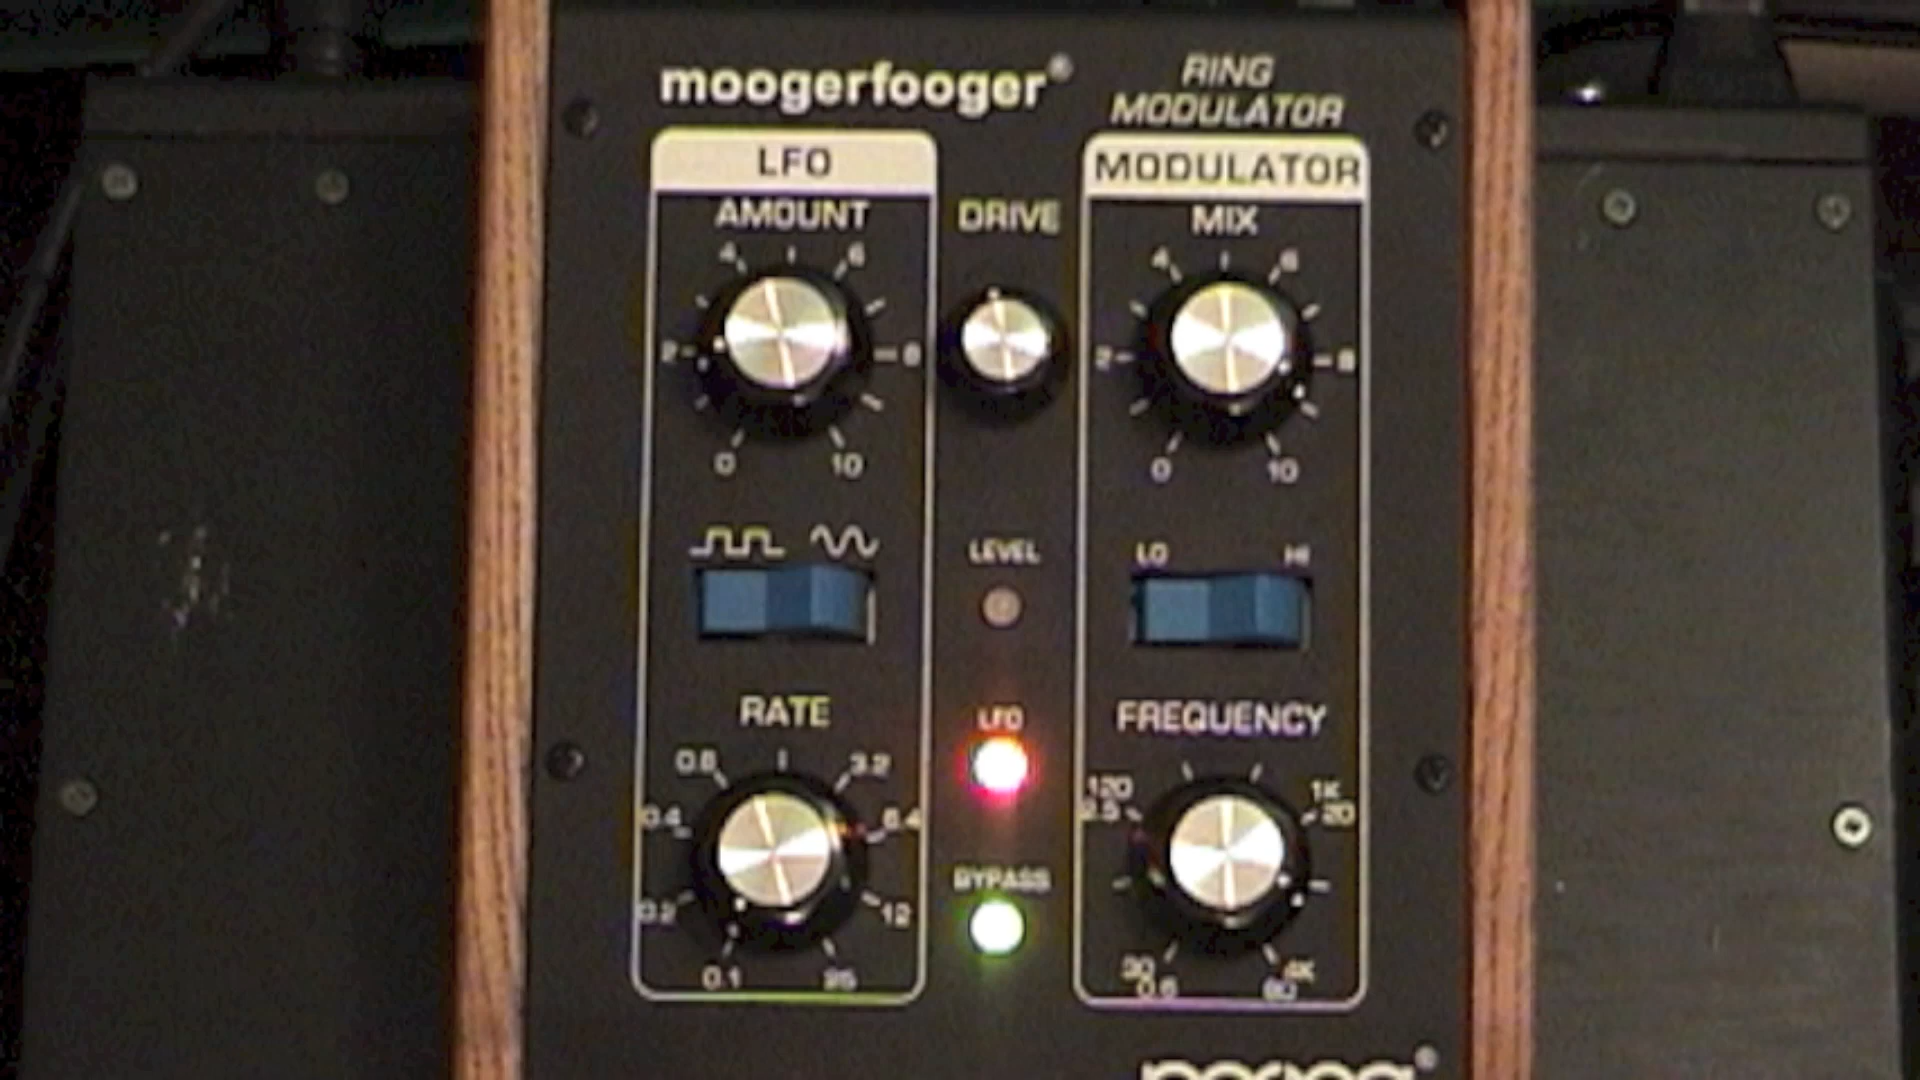 moogerfooger®
RING
MODULATOR
LFO
MODULATOR
AMOUNT
DRIVE
MIX
4 6
4 6
2 8
2 8
0 10
0 10
LEVEL
LO HI
LFO
RATE
FREQUENCY
0.8 3.2
120 1K
0.4 6.4
2.5 20
BYPASS
0.2 12
0.1 25
30 4K
0.6 80
moog®